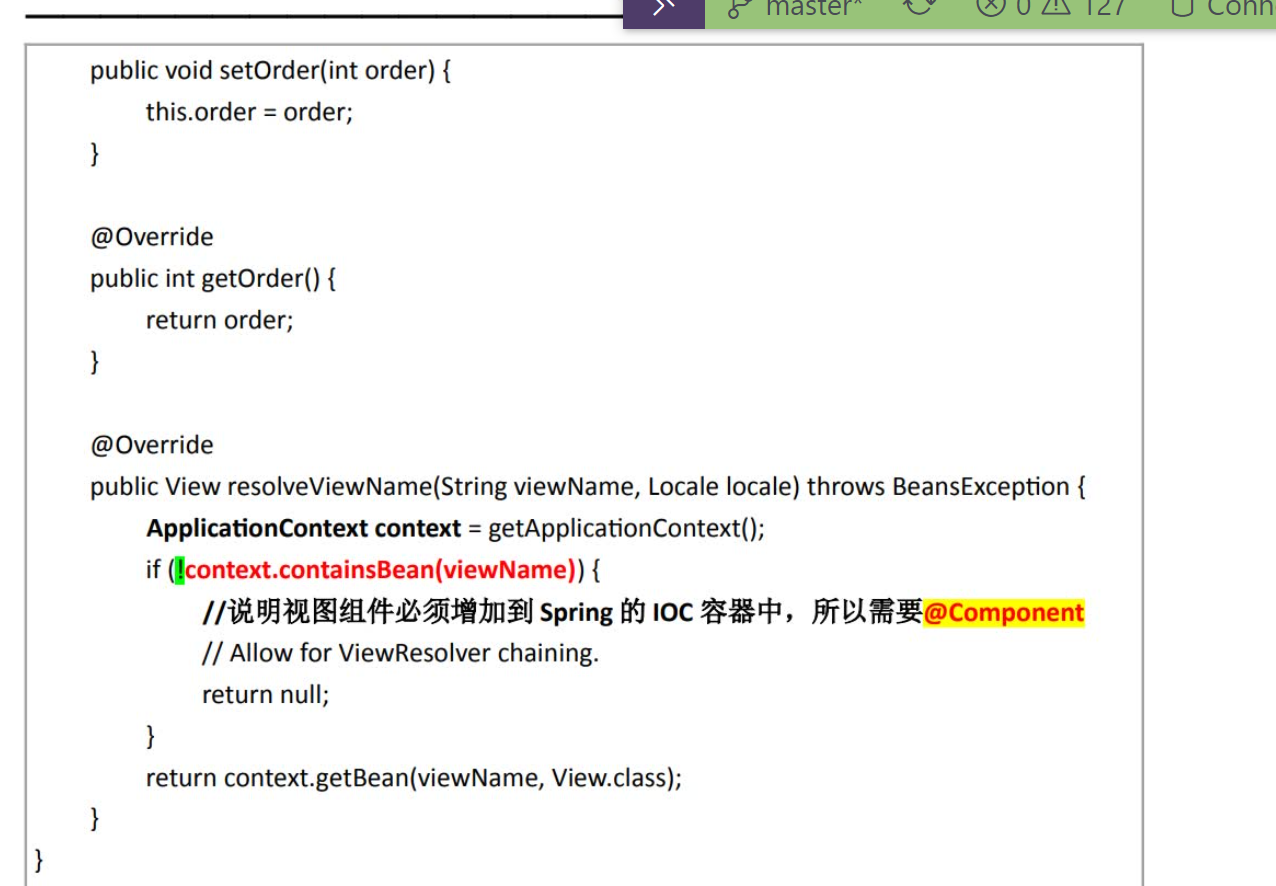 master*
0
127
public void setOrder(int order) {
this.order = order;
}
@Override
public int getOrder() {
return order;
}
@Override
public View resolveViewName(String viewName, Locale locale) throws BeansException {
ApplicationContext context = getApplicationContext();
if (!context.containsBean(viewName)) {
//说明视图组件必须增加到 Spring 的 IOC 容器中，所以需要@Component
// Allow for ViewResolver chaining.
return null;
}
return context.getBean(viewName, View.class);
}
}